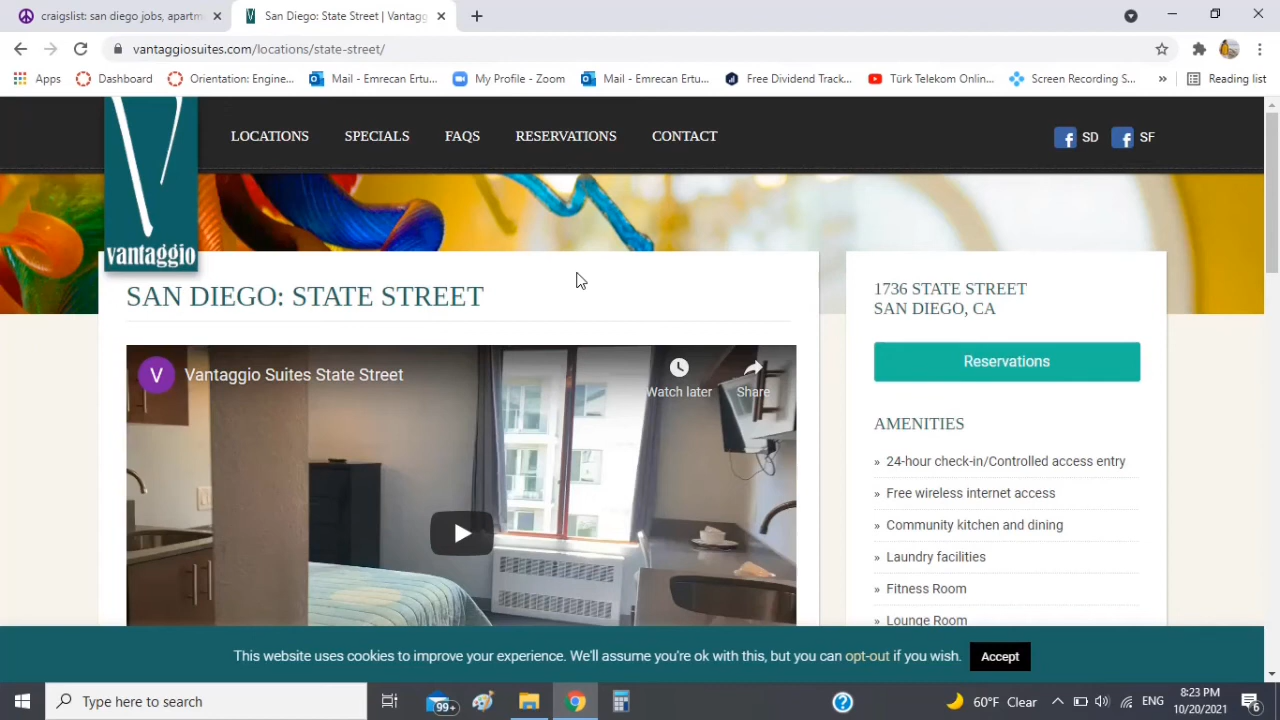 craigslist: san diego jobs, apartm
San Diego: State Street | Vantagg
vantaggiosuites.com/locations/state-street/
Apps
Dashboard
Orientation: Engine...
Mail - Emrecan Ertu...
My Profile - Zoom
Mail - Emrecan Ertu...
Free Dividend Track...
Türk Telekom Onlin...
Screen Recording S...
»
Reading list
V
vantaggio
LOCATIONS
SPECIALS
FAQS
RESERVATIONS
CONTACT
f SD
f SF
SAN DIEGO: STATE STREET
V
Vantaggio Suites State Street
Watch later
Share
1736 STATE STREET
SAN DIEGO, CA
Reservations
AMENITIES
» 24-hour check-in/Controlled access entry
» Free wireless internet access
» Community kitchen and dining
» Laundry facilities
» Fitness Room
» Lounge Room
This website uses cookies to improve your experience. We'll assume you're ok with this, but you can opt-out if you wish.
Accept
Type here to search
99+
60°F Clear
ENG
8:23 PM
10/20/2021
6